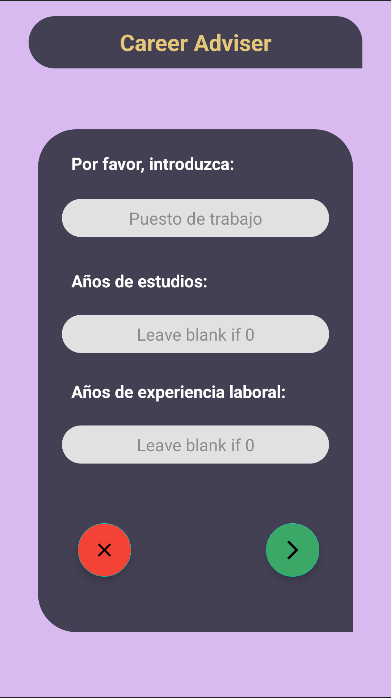 Career Adviser
Por favor, introduzca:
Puesto de trabajo
Años de estudios:
Leave blank if 0
Años de experiencia laboral:
Leave blank if 0